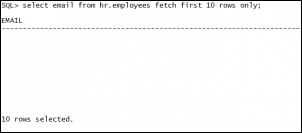 SQL> select email from hr.employees fetch first 10 rows only;
EMAIL
--------------------------------------------------------------------------------
10 rows selected.